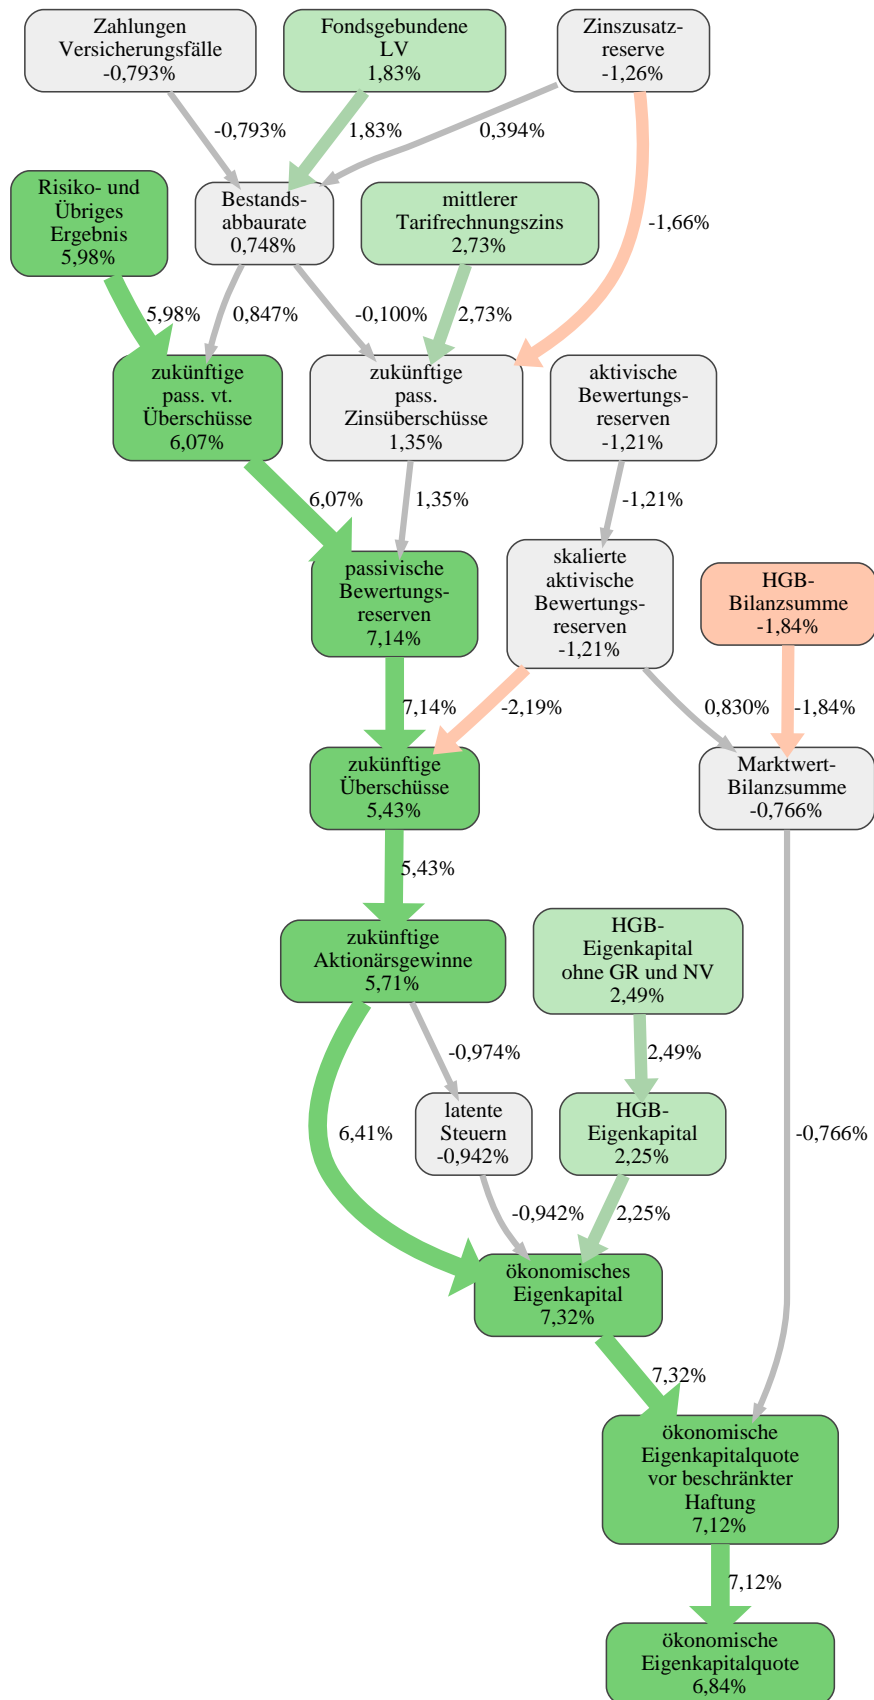 Zahlungen
Versicherungsfälle
-0,793%
Fondsgebundene
LV
1,83%
Zinszusatz-
reserve
-1,26%
-0,793%
1,83%
0,394%
Risiko- und
Übriges
Ergebnis
5,98%
Bestands-
abbaurate
0,748%
mittlerer
Tarifrechnungszins
2,73%
-1,66%
5,98%
0,847%
-0,100%
2,73%
zukünftige
pass. vt.
Überschüsse
6,07%
zukünftige
pass.
Zinsüberschüsse
1,35%
aktivische
Bewertungs-
reserven
-1,21%
6,07%
1,35%
-1,21%
passivische
Bewertungs-
reserven
7,14%
skalierte
aktivische
Bewertungs-
reserven
-1,21%
HGB-
Bilanzsumme
-1,84%
7,14%
-2,19%
0,830%
-1,84%
zukünftige
Überschüsse
5,43%
Marktwert-
Bilanzsumme
-0,766%
5,43%
zukünftige
Aktionärsgewinne
5,71%
HGB-
Eigenkapital
ohne GR und NV
2,49%
-0,974%
2,49%
6,41%
latente
Steuern
-0,942%
HGB-
Eigenkapital
2,25%
-0,766%
-0,942%
2,25%
ökonomisches
Eigenkapital
7,32%
7,32%
ökonomische
Eigenkapitalquote
vor beschränkter
Haftung
7,12%
7,12%
ökonomische
Eigenkapitalquote
6,84%